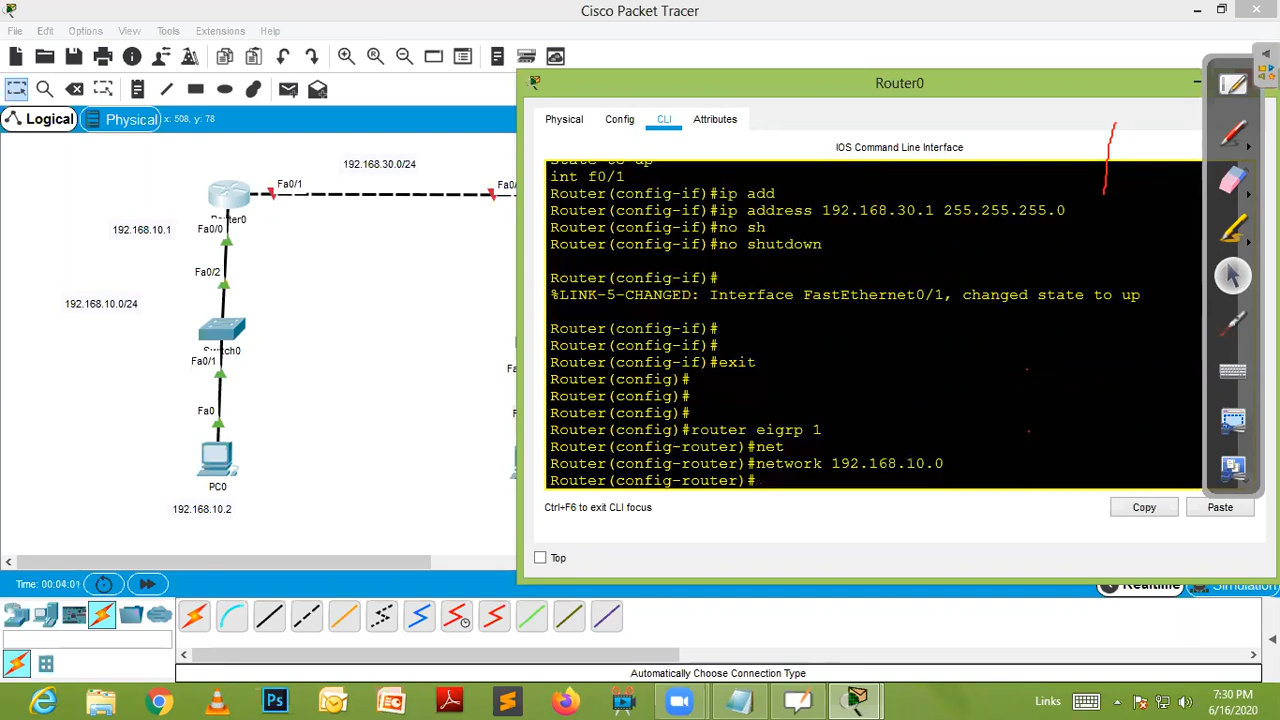 Cisco Packet Tracer
File Edit Options View Tools Extensions Help
Logical
Physical
x: 508, y: 78
192.168.30.0/24
Fa0/1
Fa0/0
192.168.10.1
Fa0/2
192.168.10.0/24
Switch0
Fa0/1
Fa0
PC0
192.168.10.2
Router0
Physical Config CLI Attributes
IOS Command Line Interface
State to up
int f0/1
Router(config-if)#ip add
Router(config-if)#ip address 192.168.30.1 255.255.255.0
Router(config-if)#no sh
Router(config-if)#no shutdown
Router(config-if)#
%LINK-5-CHANGED: Interface FastEthernet0/1, changed state to up
Router(config-if)#
Router(config-if)#
Router(config-if)#exit
Router(config)#
Router(config)#
Router(config)#
Router(config)#router eigrp 1
Router(config-router)#net
Router(config-router)#network 192.168.10.0
Router(config-router)#
Ctrl+F6 to exit CLI focus
Copy
Paste
Top
Time: 00:04:01
Realtime
Simulation
Automatically Choose Connection Type
Links
7:30 PM
6/16/2020